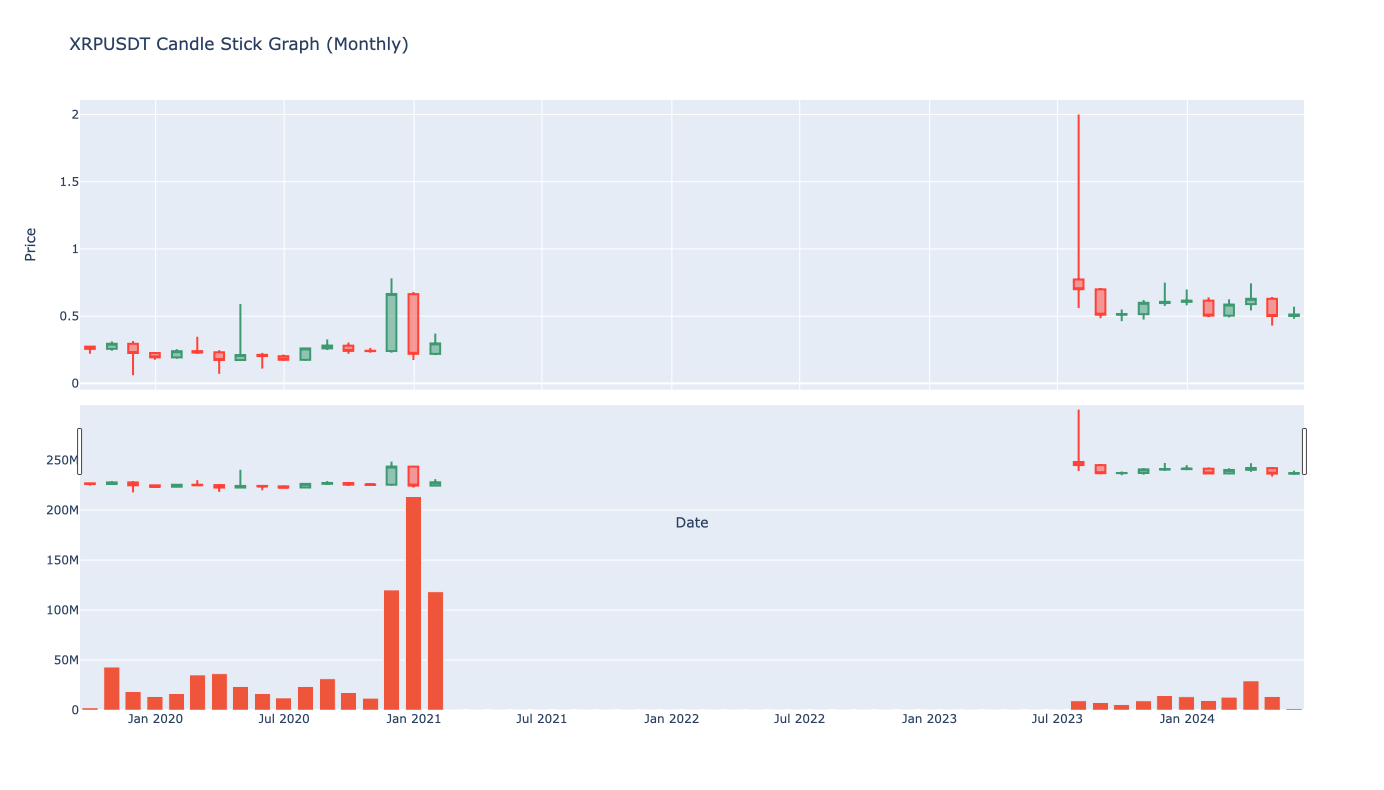 XRPUSDT Candle Stick Graph (Monthly)
2
1.5
1
0.5
0
Price
250M
200M
150M
100M
50M
0
Date
Jan 2020
Jul 2020
Jan 2021
Jul 2021
Jan 2022
Jul 2022
Jan 2023
Jul 2023
Jan 2024